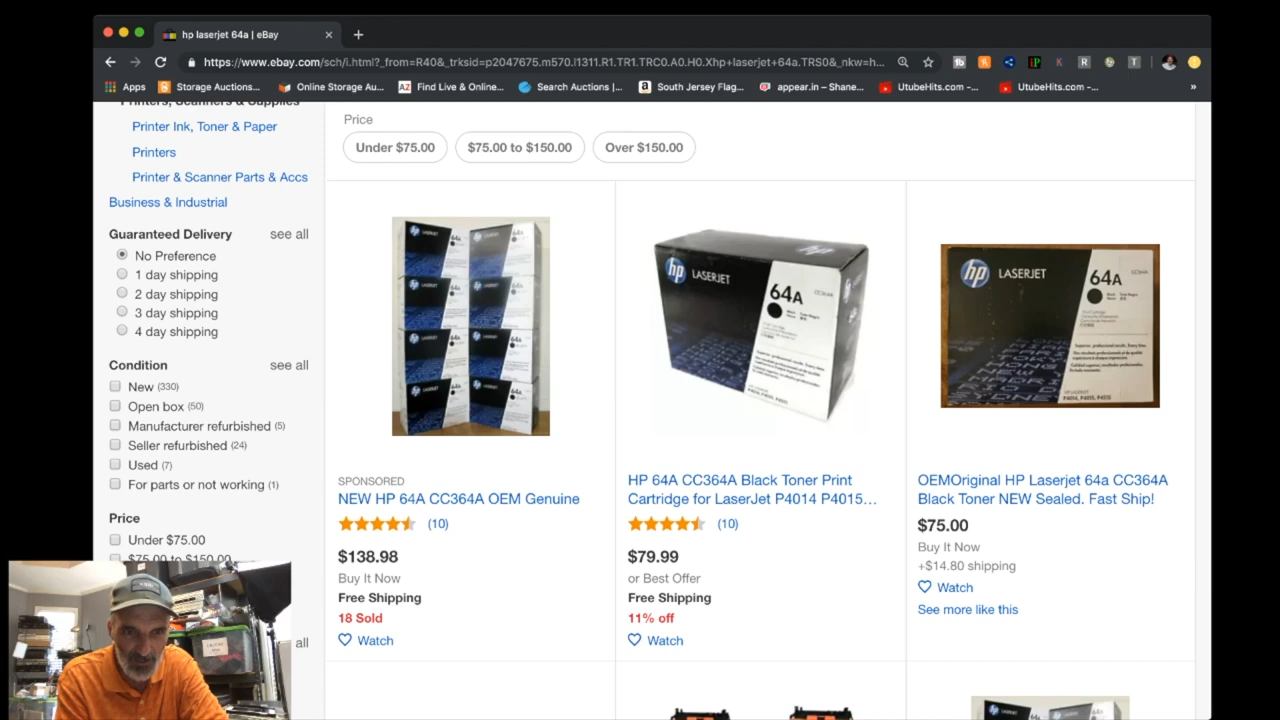 hp laserjet 64a | eBay
https://www.ebay.com/sch/i.html?_from=R40&_trksid=p2047675.m570.l1311.R1.TR1.TRC0.A0.H0.Xhp+laserjet+64a.TRS0&_nkw=h...
Apps
Storage Auctions...
Online Storage Au...
Find Live & Online...
Search Auctions |...
South Jersey Flag...
appear.in – Shane...
UtubeHits.com -...
UtubeHits.com -...
Printers, Scanners & Supplies
Printer Ink, Toner & Paper
Printers
Printer & Scanner Parts & Accs
Business & Industrial
Guaranteed Delivery see all
No Preference
1 day shipping
2 day shipping
3 day shipping
4 day shipping
Condition see all
New (330)
Open box (50)
Manufacturer refurbished (5)
Seller refurbished (24)
Used (7)
For parts or not working (1)
Price
Under $75.00
$75.00 to $150.00
all
Price
Under $75.00
$75.00 to $150.00
Over $150.00
SPONSORED
NEW HP 64A CC364A OEM Genuine
(10)
$138.98
Buy It Now
Free Shipping
18 Sold
Watch
hp LASERJET
64A
HP 64A CC364A Black Toner Print
Cartridge for LaserJet P4014 P4015...
(10)
$79.99
or Best Offer
Free Shipping
11% off
Watch
hp LASERJET
64A
OEMOriginal HP Laserjet 64a CC364A
Black Toner NEW Sealed. Fast Ship!
$75.00
Buy It Now
+$14.80 shipping
Watch
See more like this